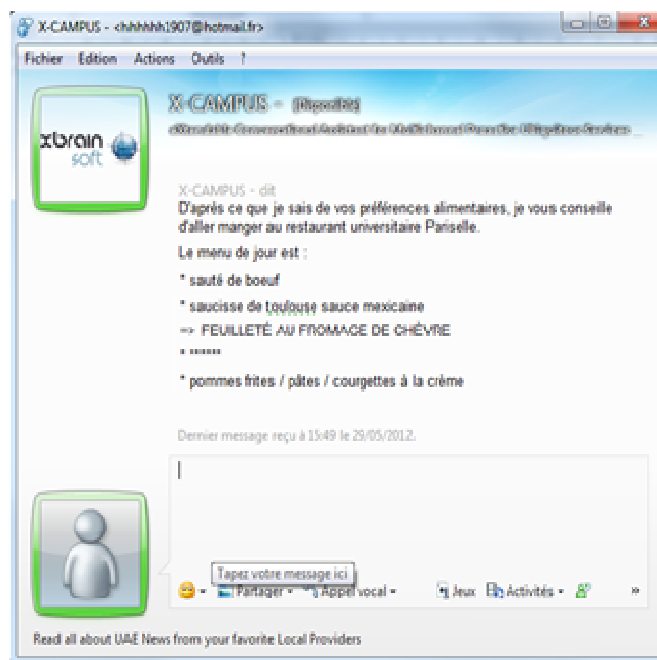 X-CAMPUS - <hhhhhh1907@hotmail.fr>
Fichier Edition Actions Outils ?
xbrain
soft
X-CAMPUS - (Disponible)
X-CAMPUS - dit
D'après ce que je sais de vos préférences alimentaires, je vous conseille
d'aller manger au restaurant universitaire Pariselle.
Le menu de jour est :
* sauté de boeuf
* saucisse de toulouse sauce mexicaine
=> FEUILLETÉ AU FROMAGE DE CHÈVRE
* *******
* pommes frites / pâtes / courgettes à la crème
Dernier message reçu à 15:49 le 29/05/2012.
Tapez votre message ici
Partager Appel vocal Jeux Activités »
Read all about UAE News from your favorite Local Providers